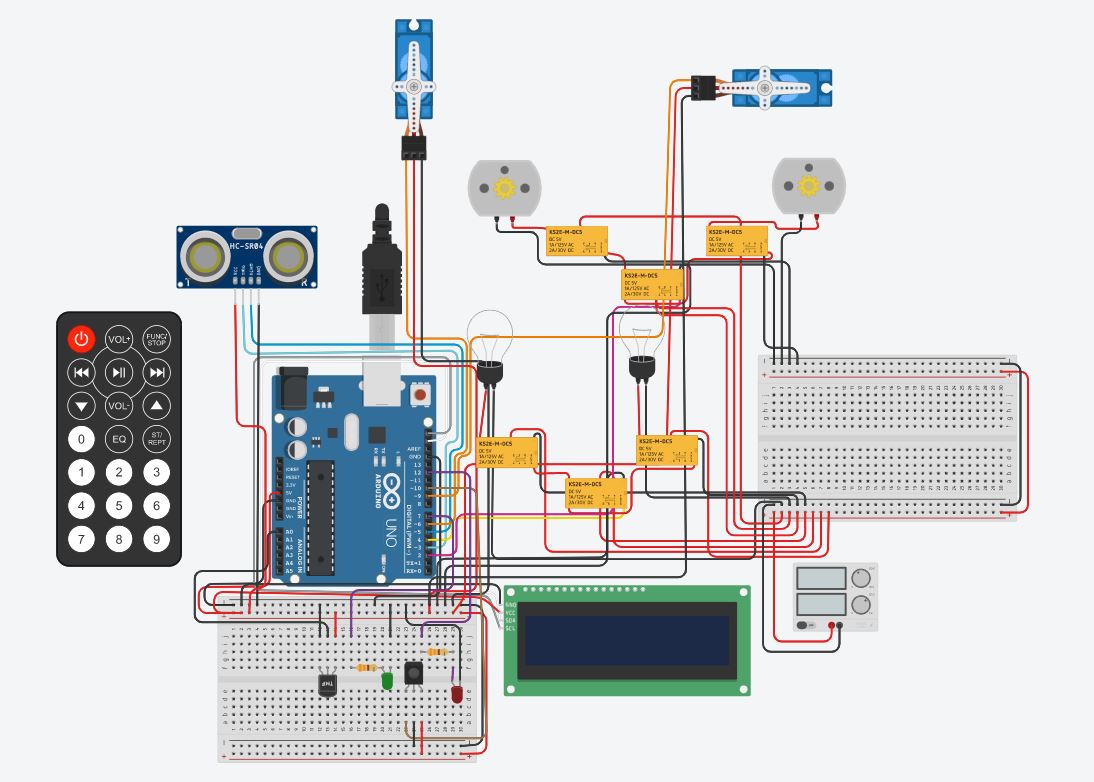 HC-SR04
T
R
VOL+
FUNC/
STOP
VOL-
0
EQ
ST/
REPT
1
2
3
4
5
6
7
8
9
KS2E-M-DC5
DC 5V
1A/125V AC
2A/30V DC
KS2E-M-DC5
DC 5V
1A/125V AC
2A/30V DC
KS2E-M-DC5
DC 5V
1A/125V AC
2A/30V DC
KS2E-M-DC5
DC 5V
1A/125V AC
2A/30V DC
KS2E-M-DC5
DC 5V
1A/125V AC
2A/30V DC
KS2E-M-DC5
DC 5V
1A/125V AC
2A/30V DC
AREF
GND
13
12
~11
~10
~9
8
7
~6
~5
4
~3
2
TX→1
RX←0
DIGITAL (PWM~)
ARDUINO
UNO
IOREF
RESET
3.3V
5V
GND
GND
Vin
POWER
A0
A1
A2
A3
A4
A5
ANALOG IN
GND
VCC
SDA
SCL
TMP